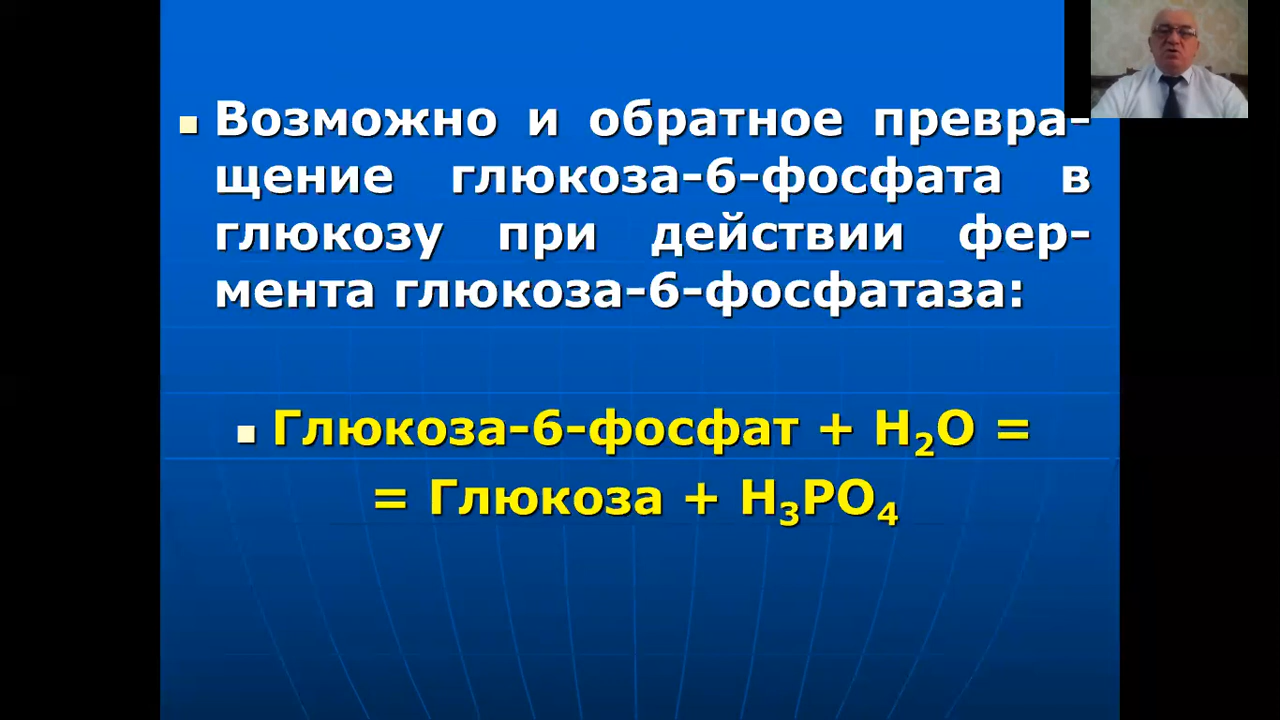 Возможно и обратное превра-
щение глюкоза-6-фосфата в
глюкозу при действии фер-
мента глюкоза-6-фосфатаза:
Глюкоза-6-фосфат + H₂O =
= Глюкоза + H₃PO₄